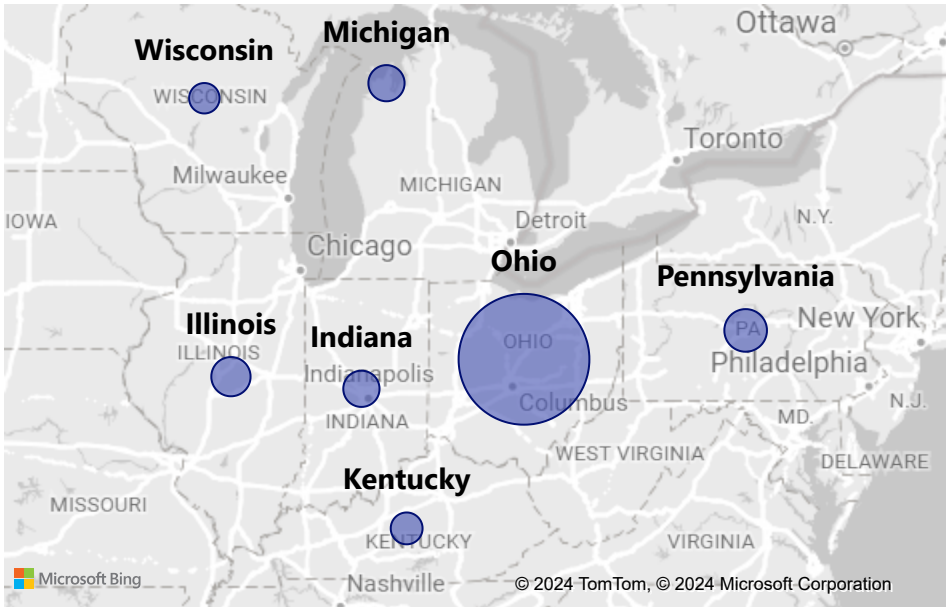 Ottawa
Michigan
Wisconsin
WISCONSIN
Toronto
Milwaukee
MICHIGAN
IOWA
Detroit
N.Y.
Chicago
Ohio
Pennsylvania
Illinois
Indiana
New York
PA
OHIO
ILLINOIS
Philadelphia
Indianapolis
Columbus
N.J.
INDIANA
MD.
WEST VIRGINIA
DELAWARE
Kentucky
MISSOURI
KENTUCKY
VIRGINIA
Microsoft Bing
Nashville
© 2024 TomTom, © 2024 Microsoft Corporation